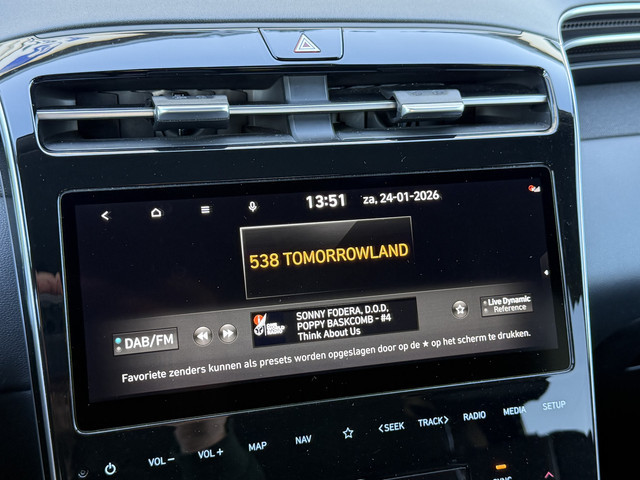 13:51
za, 24-01-2026
538 TOMORROWLAND
SONNY FODERA, D.O.D,
POPPY BASKCOMB - #4
Think About Us
Live Dynamic
Reference
DAB/FM
Favoriete zenders kunnen als presets worden opgeslagen door op de ★ op het scherm te drukken.
VOL −
VOL +
MAP
NAV
<SEEK
TRACK>
RADIO
MEDIA
SETUP
SYNC